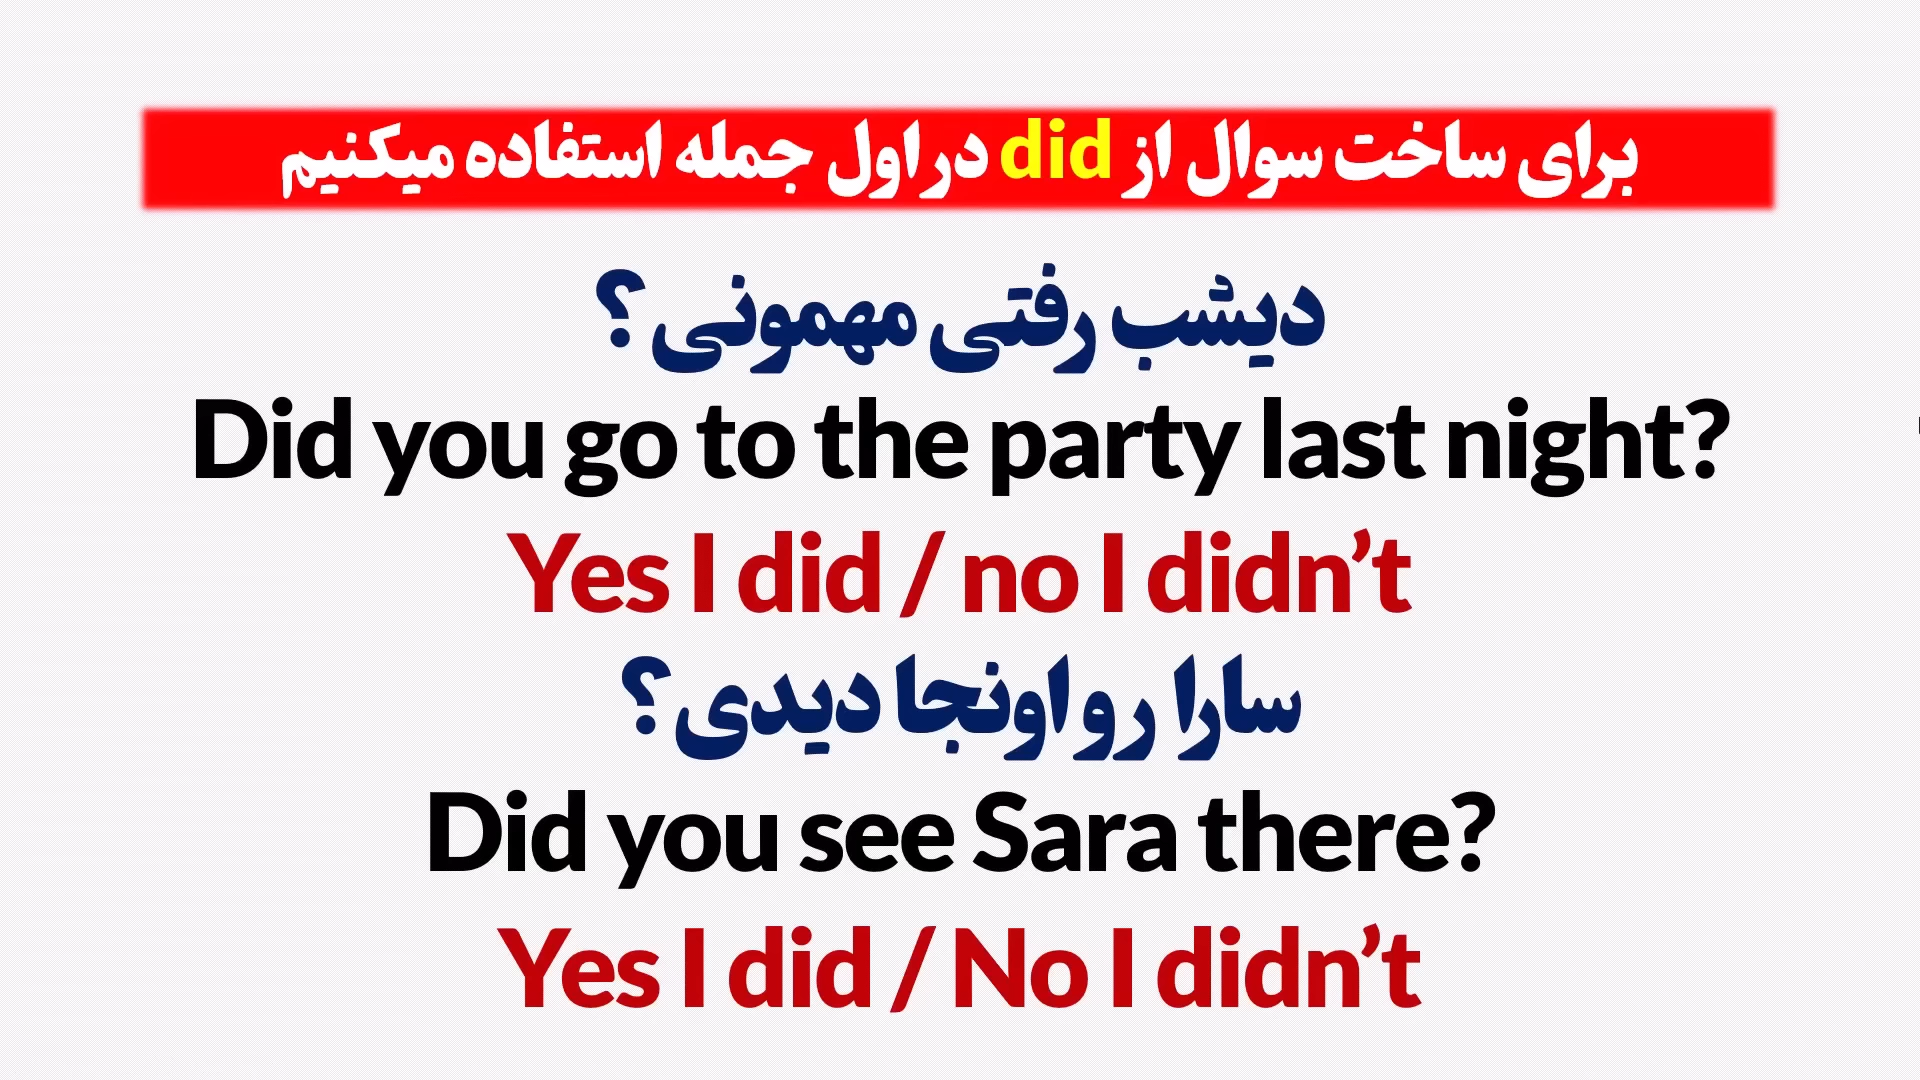 برای ساخت سوال از did در اول جمله استفاده میکنیم
دیشب رفتی مهمونی ؟
Did you go to the party last night?
Yes I did / no I didn’t
سارا رو اونجا دیدی ؟
Did you see Sara there?
Yes I did / No I didn’t